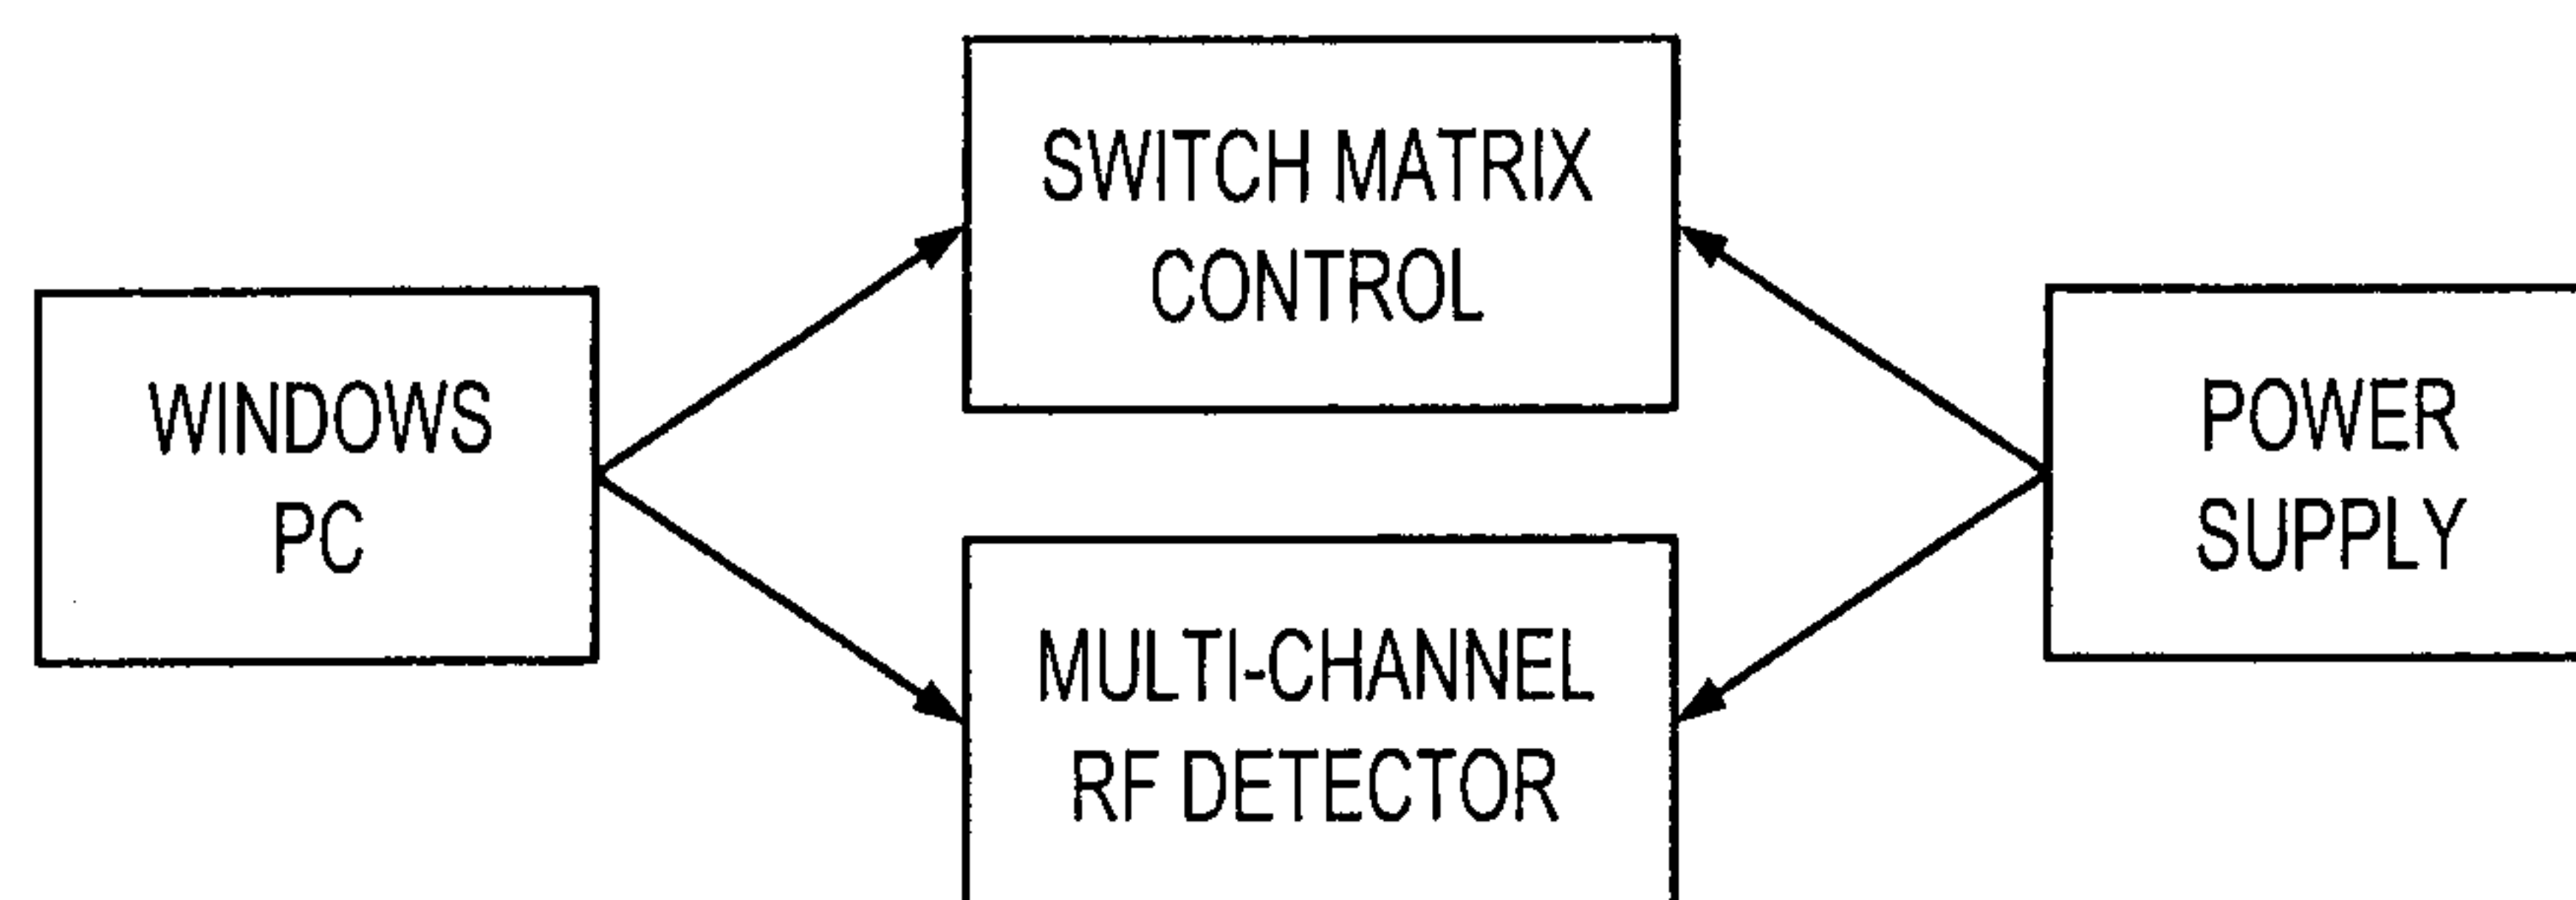 SWITCH MATRIX
CONTROL
WINDOWS
PC
POWER
SUPPLY
MULTI-CHANNEL
RF DETECTOR